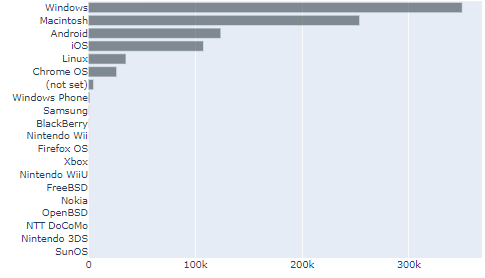 Windows
Macintosh
Android
iOS
Linux
Chrome OS
(not set)
Windows Phone
Samsung
BlackBerry
Nintendo Wii
Firefox OS
Xbox
Nintendo WiiU
FreeBSD
Nokia
OpenBSD
NTT DoCoMo
Nintendo 3DS
SunOS
0 100k 200k 300k